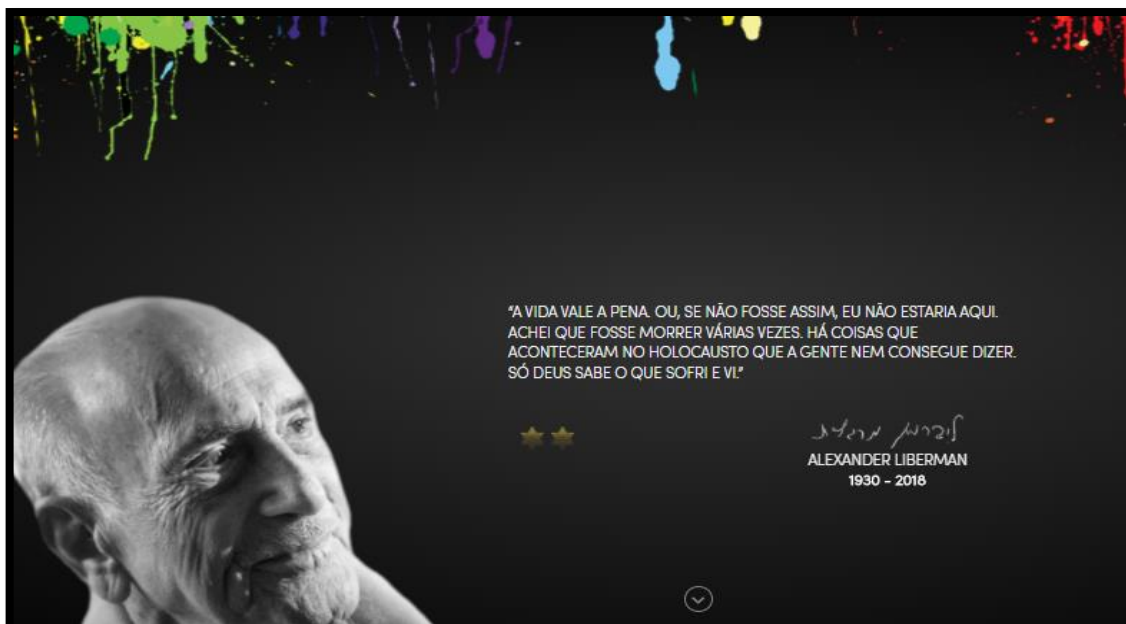 “A VIDA VALE A PENA. OU, SE NÃO FOSSE ASSIM, EU NÃO ESTARIA AQUI.
ACHEI QUE FOSSE MORRER VÁRIAS VEZES. HÁ COISAS QUE
ACONTECERAM NO HOLOCAUSTO QUE A GENTE NEM CONSEGUE DIZER.
SÓ DEUS SABE O QUE SOFRI E VI.”
ALEXANDER LIBERMAN
1930 - 2018